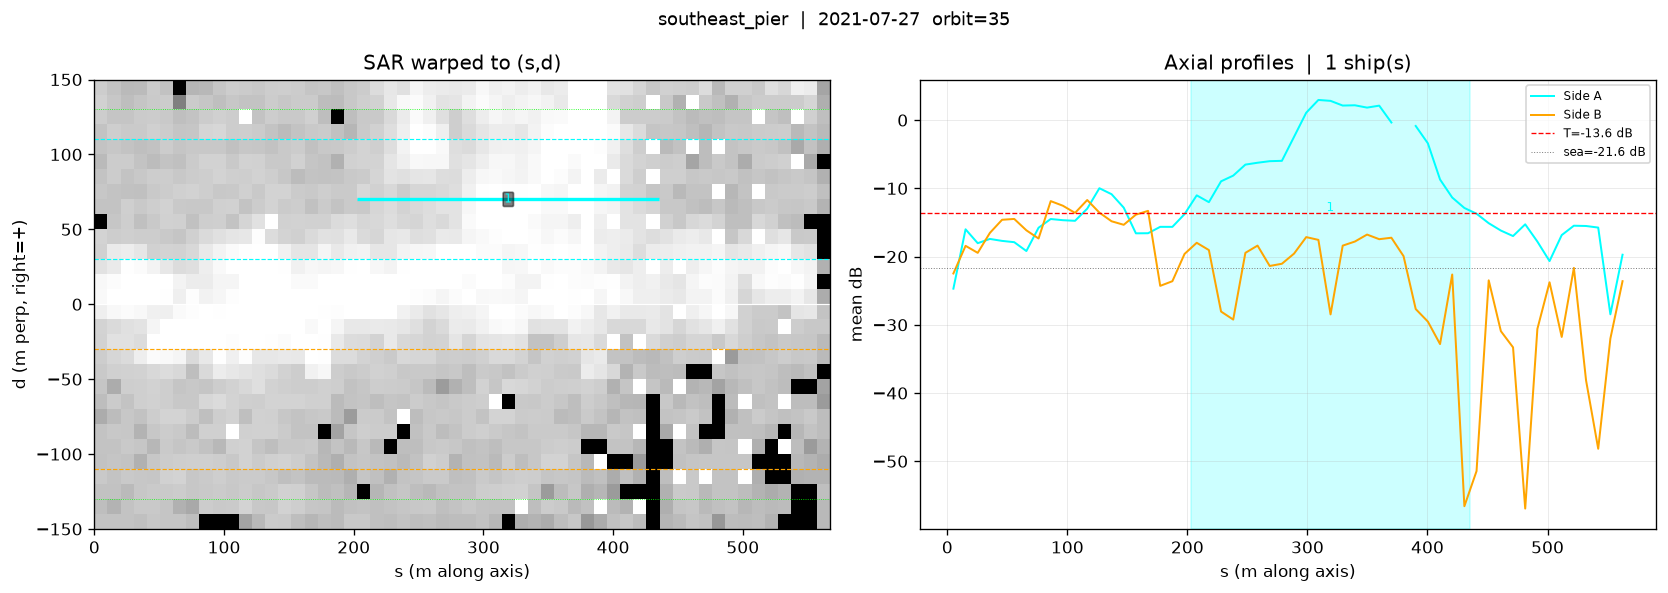 southeast_pier  |  2021-07-27  orbit=35
SAR warped to (s,d)
150
100
50
0
−50
−100
−150
d (m perp, right=+)
1
0
100
200
300
400
500
s (m along axis)
Axial profiles  |  1 ship(s)
0
−10
−20
−30
−40
−50
mean dB
Side A
Side B
T=-13.6 dB
sea=-21.6 dB
1
0
100
200
300
400
500
s (m along axis)